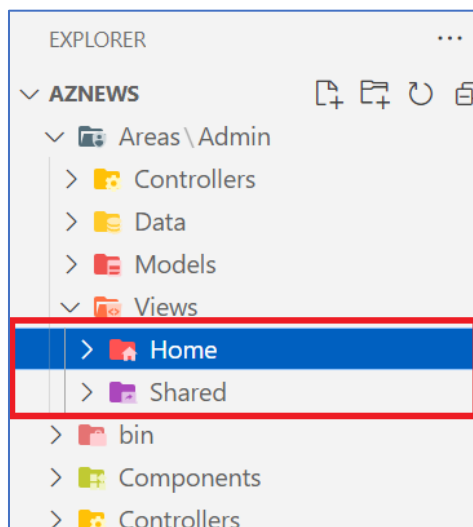 EXPLORER
AZNEWS
Areas\Admin
Controllers
Data
Models
Views
Home
Shared
bin
Components
Controllers